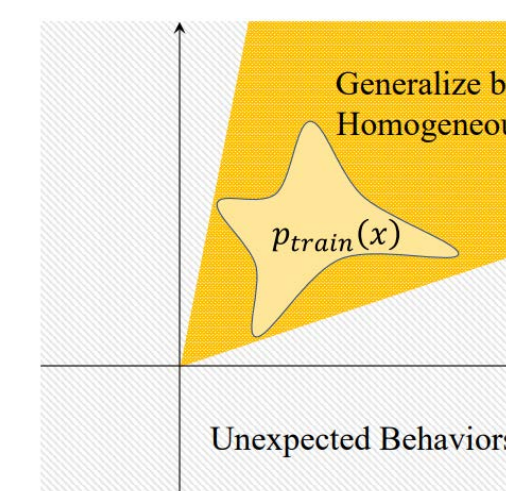 Generalize b
Homogeneou
p_train(x)
Unexpected Behaviors